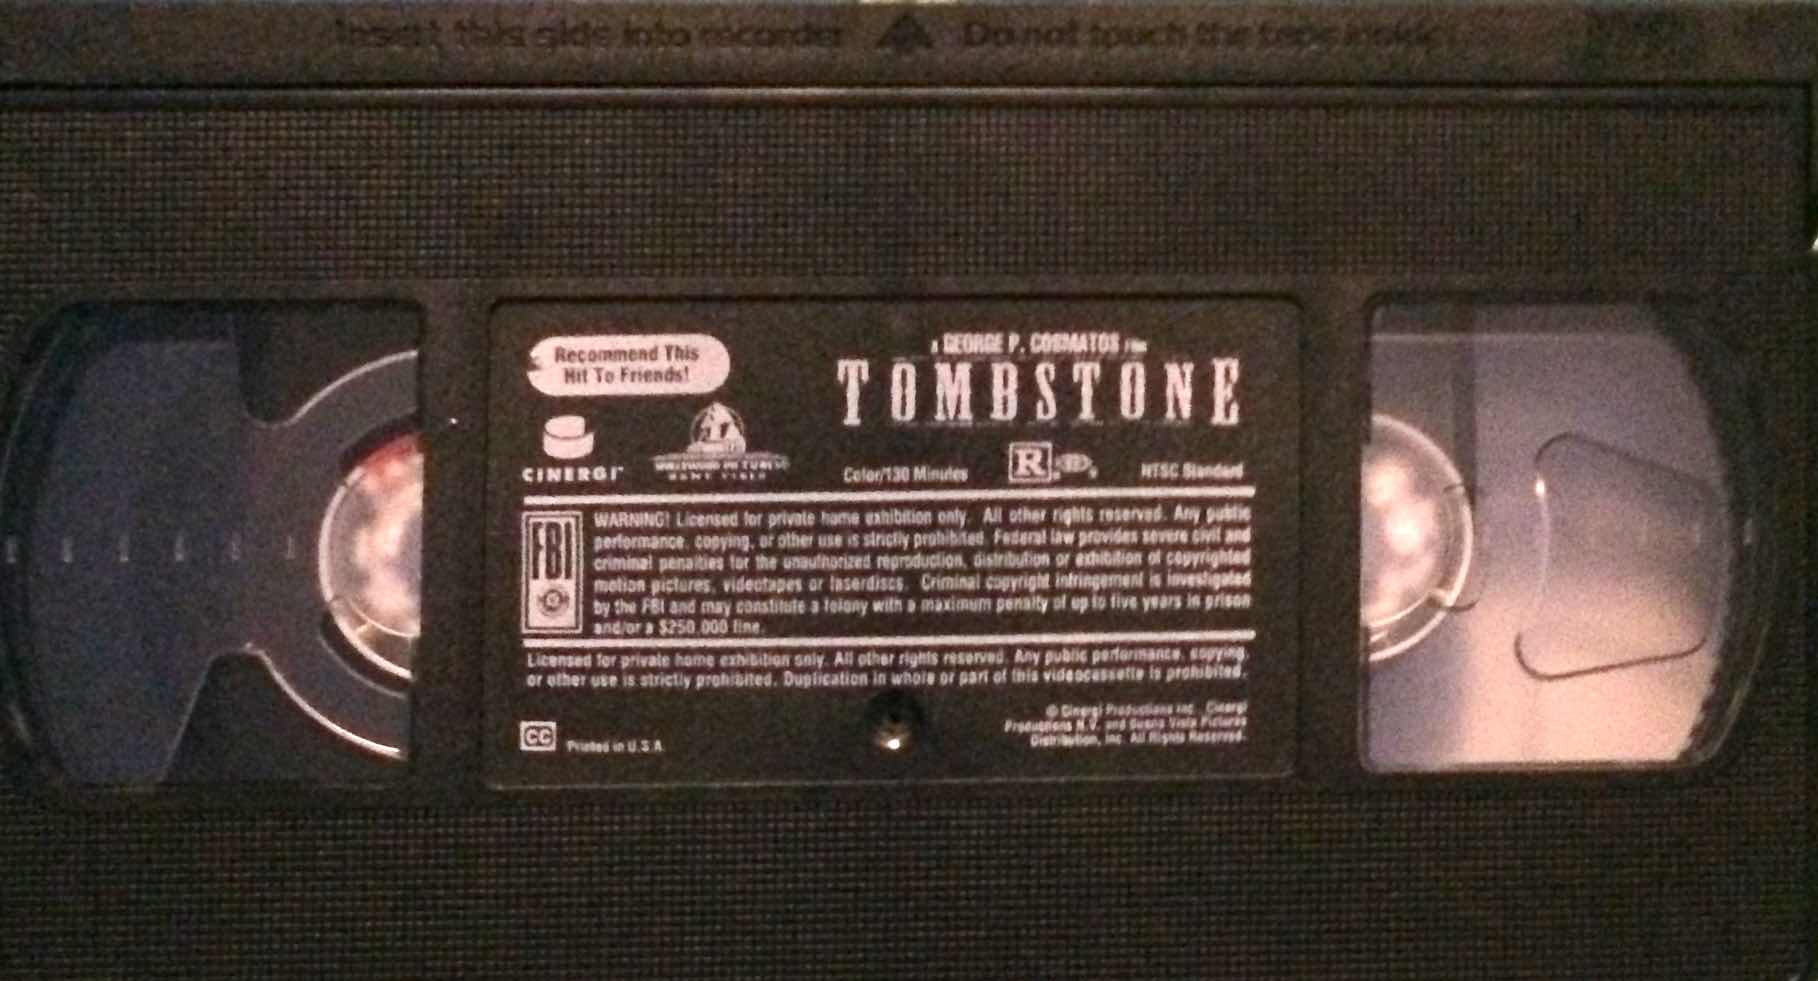 Insert this side into recorder ▲ Do not touch the tape inside
Recommend This
Hit To Friends!
A GEORGE P. COSMATOS FILM
TOMBSTONE
CINERGI™
HOLLYWOOD PICTURES
HOME VIDEO
Color/130 Minutes
R
NTSC Standard
FBI
WARNING! Licensed for private home exhibition only. All other rights reserved. Any public
performance, copying, or other use is strictly prohibited. Federal law provides severe civil and
criminal penalties for the unauthorized reproduction, distribution or exhibition of copyrighted
motion pictures, videotapes or laserdiscs. Criminal copyright infringement is investigated
by the FBI and may constitute a felony with a maximum penalty of up to five years in prison
and/or a $250,000 fine.
Licensed for private home exhibition only. All other rights reserved. Any public performance, copying,
or other use is strictly prohibited. Duplication in whole or part of this videocassette is prohibited.
CC
Printed in U.S.A.
© Cinergi Productions Inc., Cinergi
Productions N.V. and Buena Vista Pictures
Distribution, Inc. All Rights Reserved.